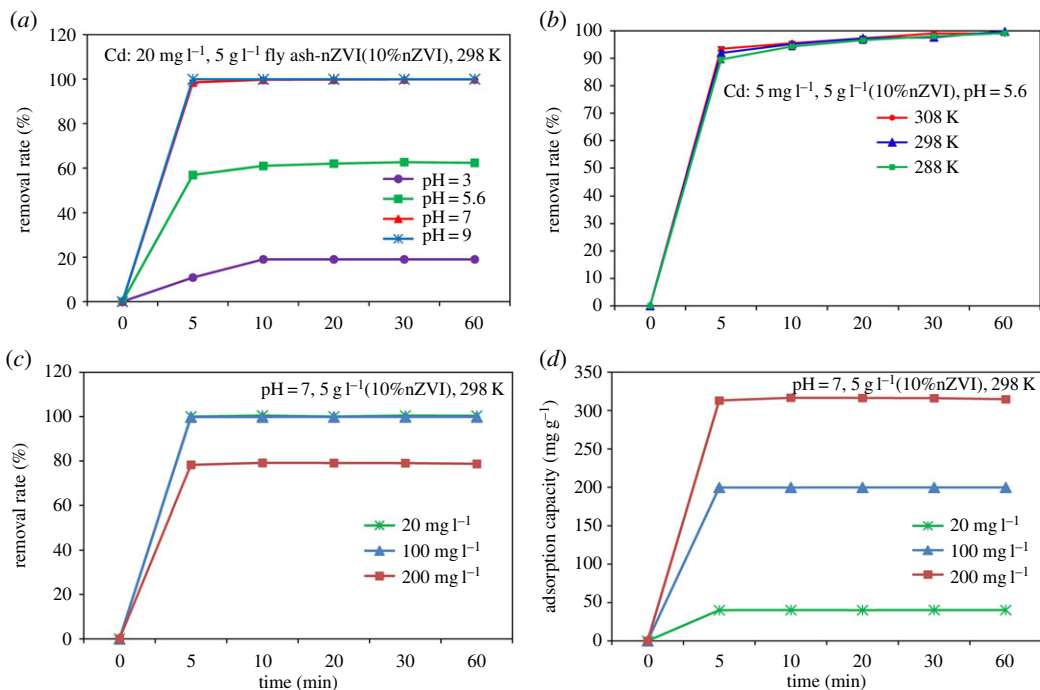 (a)
120
100
80
60
40
20
0
removal rate (%)
Cd: 20 mg l⁻¹, 5 g l⁻¹ fly ash-nZVI(10%nZVI), 298 K
pH = 3
pH = 5.6
pH = 7
pH = 9
0 5 10 20 30 60
(b)
100
90
80
70
60
50
40
30
20
10
0
removal rate (%)
Cd: 5 mg l⁻¹, 5 g l⁻¹(10%nZVI), pH = 5.6
308 K
298 K
288 K
0 5 10 20 30 60
(c)
120
100
80
60
40
20
0
removal rate (%)
pH = 7, 5 g l⁻¹(10%nZVI), 298 K
20 mg l⁻¹
100 mg l⁻¹
200 mg l⁻¹
0 5 10 20 30 60
time (min)
(d)
350
300
250
200
150
100
50
0
adsorption capacity (mg g⁻¹)
pH = 7, 5 g l⁻¹(10%nZVI), 298 K
20 mg l⁻¹
100 mg l⁻¹
200 mg l⁻¹
0 5 10 20 30 60
time (min)